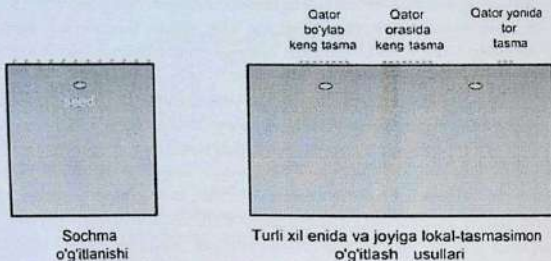 Qator bo'ylab keng tasma
Qator orasida keng tasma
Qator yonida tor tasma
seed
Sochma o'g'itlanishi
Turli xil enida va joyiga lokal-tasmasimon o'g'itlash usullari